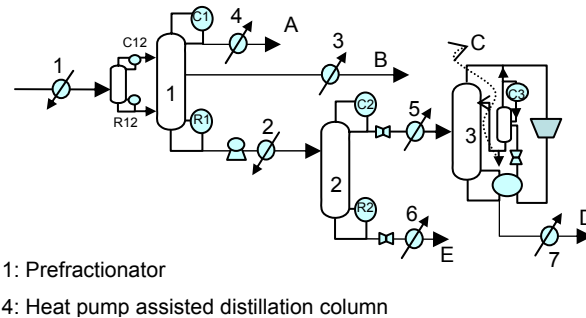 C1
4
A
C12
3
C
1
B
1
C2
5
C3
R12
R1
2
3
2
D
R2
6
E
7
1: Prefractionator
4: Heat pump assisted distillation column